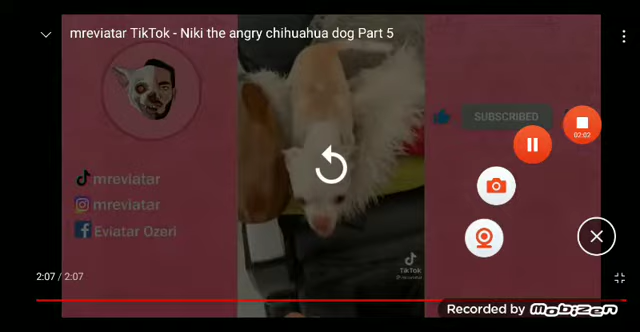 mreviatar TikTok - Niki the angry chihuahua dog Part 5
SUBSCRIBED
02:02
mreviatar
mreviatar
Eviatar Ozeri
TikTok
2:07 / 2:07
Recorded by mobizen